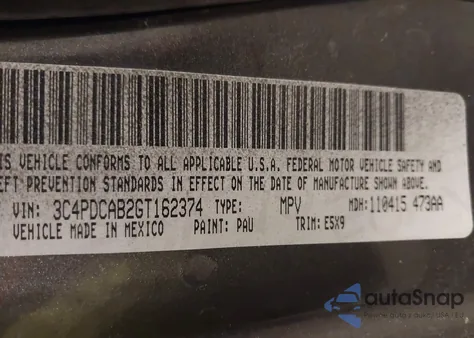 IS VEHICLE CONFORMS TO ALL APPLICABLE U.S.A. FEDERAL MOTOR VEHICLE SAFETY AND
EFT PREVENTION STANDARDS IN EFFECT ON THE DATE OF MANUFACTURE SHOWN ABOVE.
VIN: 3C4PDCAB2GT162374 TYPE: MPV MDH: 110415 473AA
VEHICLE MADE IN MEXICO PAINT: PAU TRIM: E5X9
autoSnap